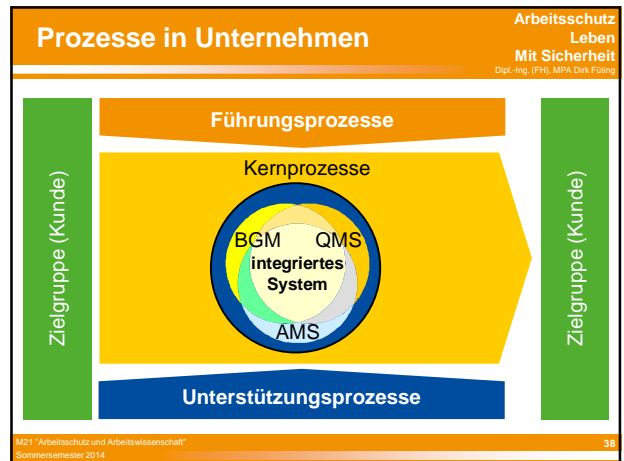 Prozesse in Unternehmen
Arbeitsschutz
Leben
Mit Sicherheit
Dipl.-Ing. (FH), MPA Dirk Füting
Zielgruppe (Kunde)
Führungsprozesse
Kernprozesse
BGM QMS
integriertes
System
AMS
Unterstützungsprozesse
Zielgruppe (Kunde)
M21 "Arbeitsschutz und Arbeitswissenschaft"
Sommersemester 2014
38